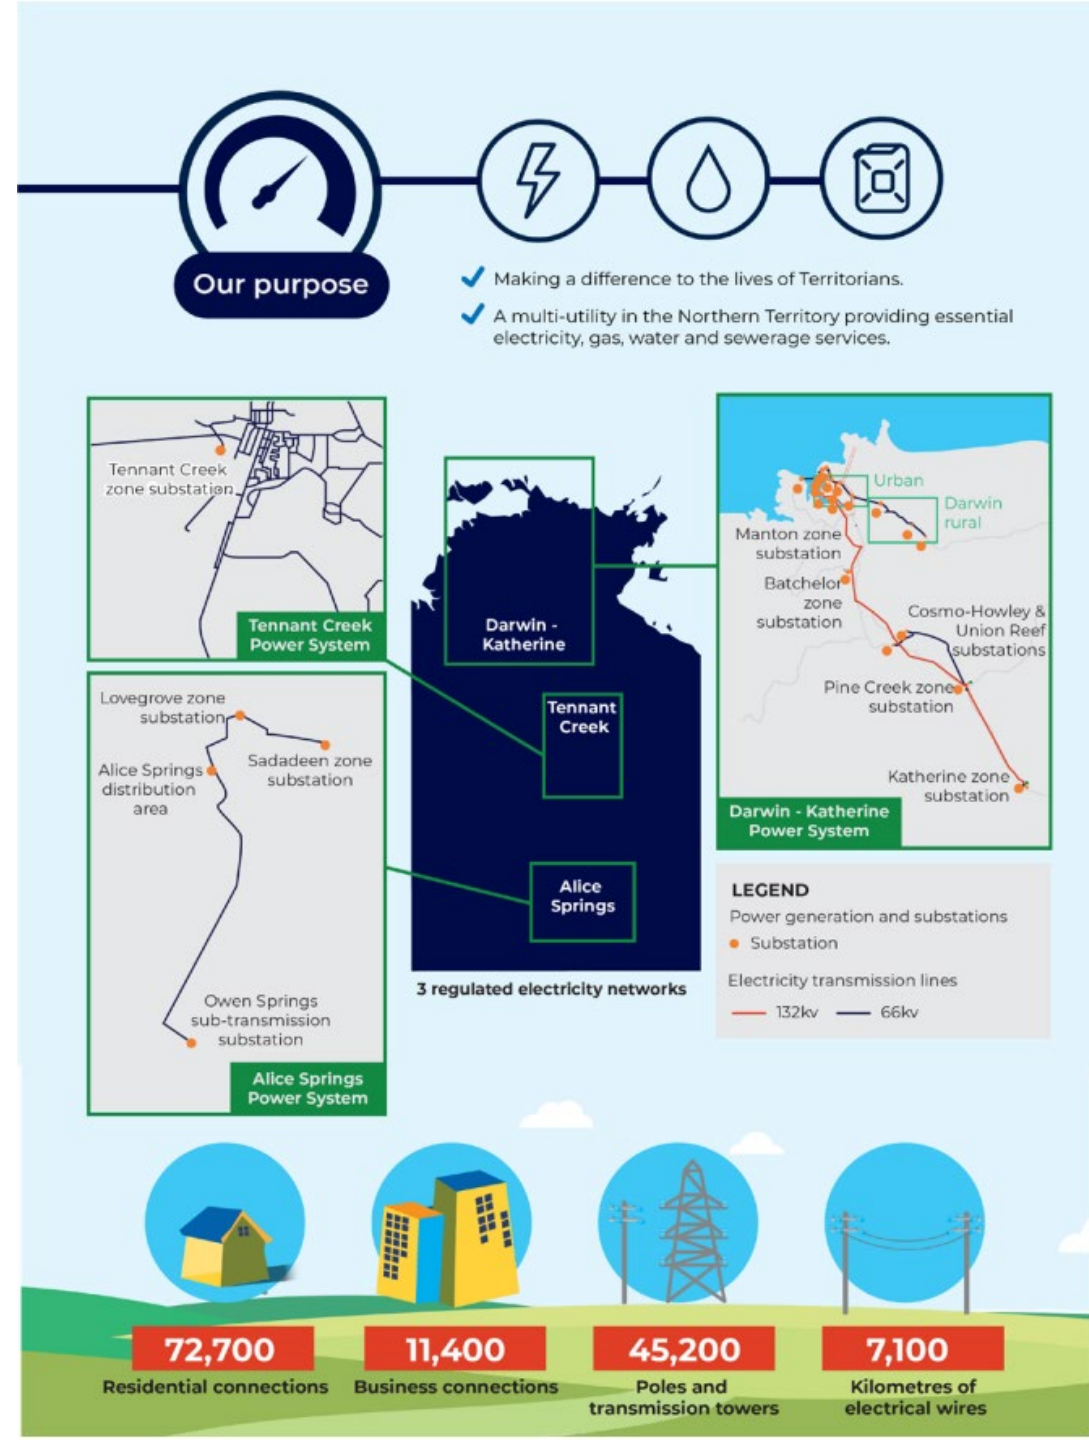 Our purpose
Making a difference to the lives of Territorians.
A multi-utility in the Northern Territory providing essential
electricity, gas, water and sewerage services.
Tennant Creek
zone substation
Tennant Creek
Power System
Lovegrove zone
substation
Sadadeen zone
substation
Alice Springs
distribution
area
Owen Springs
sub-transmission
substation
Alice Springs
Power System
Darwin -
Katherine
Tennant
Creek
Alice
Springs
3 regulated electricity networks
Urban
Darwin
rural
Manton zone
substation
Batchelor
zone
substation
Cosmo-Howley &
Union Reef
substations
Pine Creek zone
substation
Katherine zone
substation
Darwin - Katherine
Power System
LEGEND
Power generation and substations
Substation
Electricity transmission lines
132kv
66kv
72,700
Residential connections
11,400
Business connections
45,200
Poles and
transmission towers
7,100
Kilometres of
electrical wires